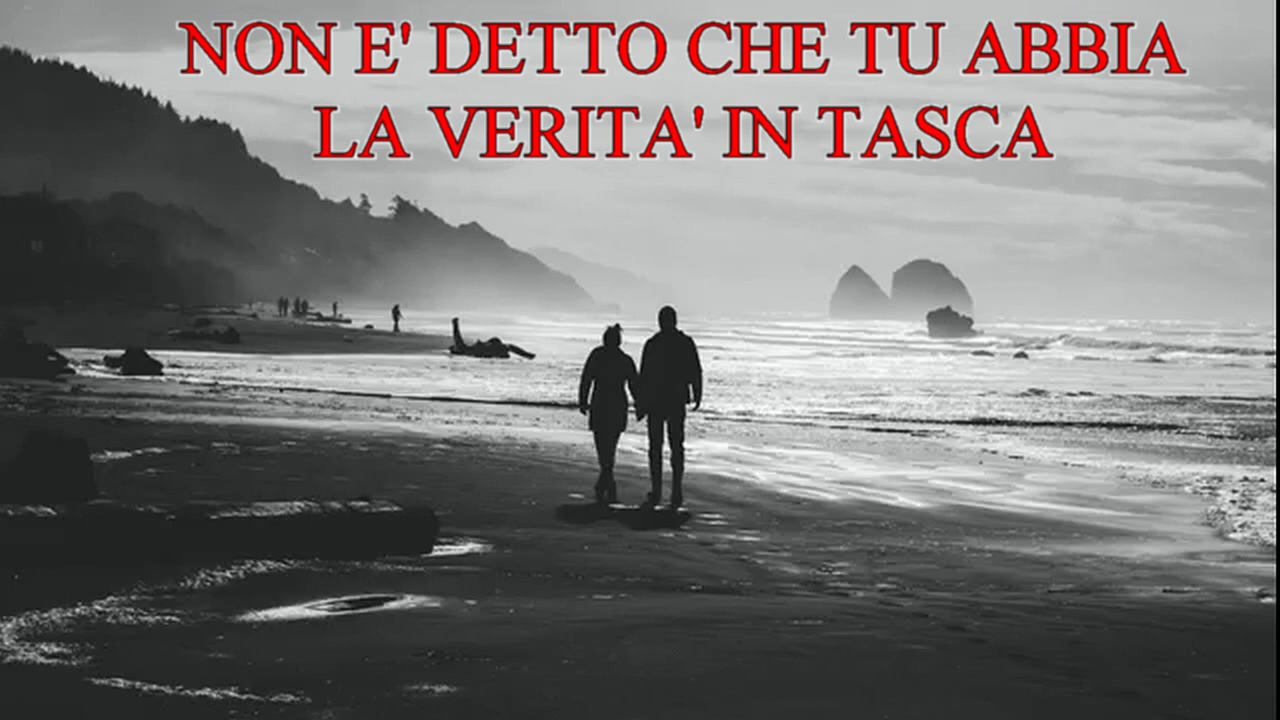 NON E' DETTO CHE TU ABBIA
LA VERITA' IN TASCA